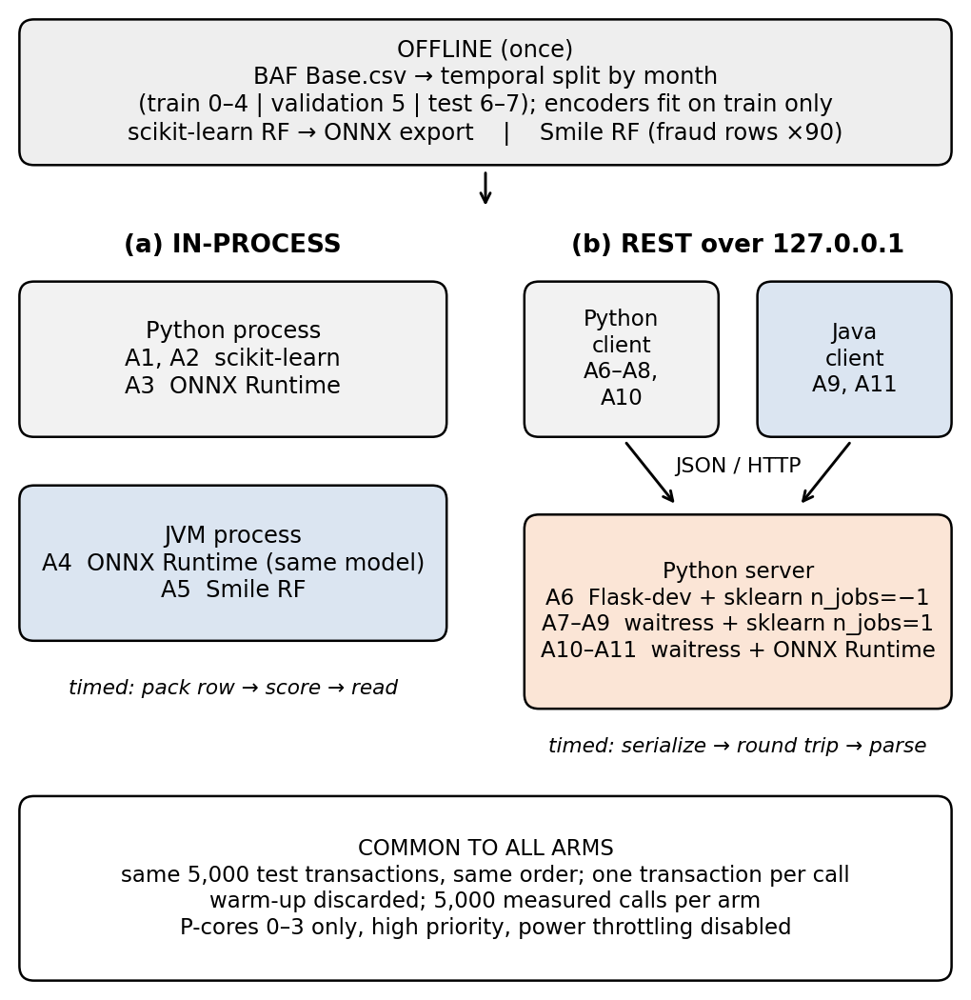 OFFLINE (once)
BAF Base.csv → temporal split by month
(train 0–4 | validation 5 | test 6–7); encoders fit on train only
scikit-learn RF → ONNX export | Smile RF (fraud rows ×90)
(a) IN-PROCESS
Python process
A1, A2 scikit-learn
A3 ONNX Runtime
JVM process
A4 ONNX Runtime (same model)
A5 Smile RF
timed: pack row → score → read
(b) REST over 127.0.0.1
Python
client
A6–A8,
A10
Java
client
A9, A11
JSON / HTTP
Python server
A6 Flask-dev + sklearn n_jobs=−1
A7–A9 waitress + sklearn n_jobs=1
A10–A11 waitress + ONNX Runtime
timed: serialize → round trip → parse
COMMON TO ALL ARMS
same 5,000 test transactions, same order; one transaction per call
warm-up discarded; 5,000 measured calls per arm
P-cores 0–3 only, high priority, power throttling disabled